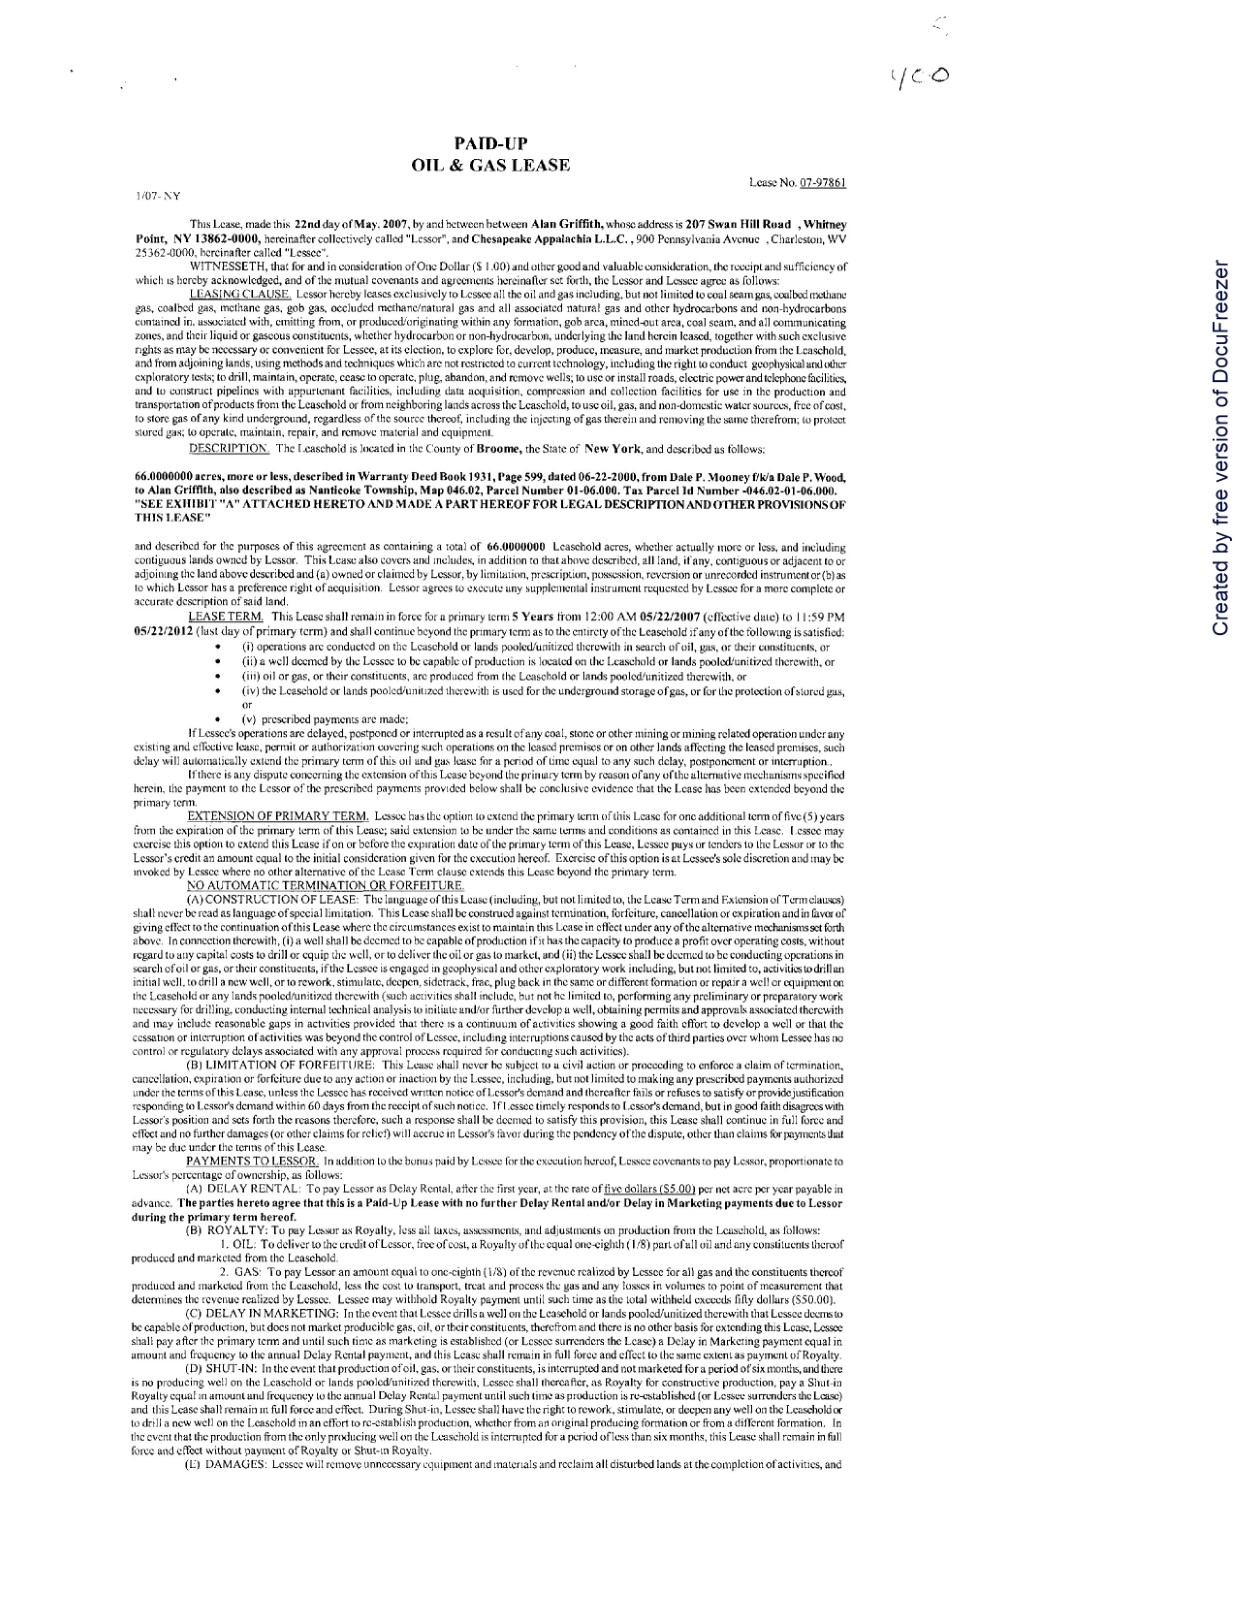 PAID-UP
OIL & GAS LEASE
Lease No. 07-97861
1/07- NY
This Lease, made this 22nd day of May, 2007, by and between between Alan Griffith, whose address is 207 Swan Hill Road , Whitney
Point, NY 13862-0000, hereinafter collectively called "Lessor", and Chesapeake Appalachia L.L.C. , 900 Pennsylvania Avenue , Charleston, WV
25362-0000, hereinafter called "Lessee".
WITNESSETH, that for and in consideration of One Dollar ($ 1.00) and other good and valuable consideration, the receipt and sufficiency of
which is hereby acknowledged, and of the mutual covenants and agreements hereinafter set forth, the Lessor and Lessee agree as follows:
LEASING CLAUSE. Lessor hereby leases exclusively to Lessee all the oil and gas including, but not limited to coal seam gas, coalbed methane
gas, coalbed gas, methane gas, gob gas, occluded methane/natural gas and all associated natural gas and other hydrocarbons and non-hydrocarbons
contained in, associated with, emitting from, or produced/originating within any formation, gob area, mined-out area, coal seam, and all communicating
zones, and their liquid or gaseous constituents, whether hydrocarbon or non-hydrocarbon, underlying the land herein leased, together with such exclusive
rights as may be necessary or convenient for Lessee, at its election, to explore for, develop, produce, measure, and market production from the Leasehold,
and from adjoining lands, using methods and techniques which are not restricted to current technology, including the right to conduct geophysical and other
exploratory tests; to drill, maintain, operate, cease to operate, plug, abandon, and remove wells; to use or install roads, electric power and telephone facilities,
and to construct pipelines with appurtenant facilities, including data acquisition, compression and collection facilities for use in the production and
transportation of products from the Leasehold or from neighboring lands across the Leasehold, to use oil, gas, and non-domestic water sources, free of cost,
to store gas of any kind underground, regardless of the source thereof, including the injecting of gas therein and removing the same therefrom; to protect
stored gas; to operate, maintain, repair, and remove material and equipment.
DESCRIPTION. The Leasehold is located in the County of Broome, the State of New York, and described as follows:
66.0000000 acres, more or less, described in Warranty Deed Book 1931, Page 599, dated 06-22-2000, from Dale P. Mooney f/k/a Dale P. Wood,
to Alan Griffith, also described as Nanticoke Township, Map 046.02, Parcel Number 01-06.000. Tax Parcel Id Number -046.02-01-06.000.
"SEE EXHIBIT "A" ATTACHED HERETO AND MADE A PART HEREOF FOR LEGAL DESCRIPTION AND OTHER PROVISIONS OF
THIS LEASE"
and described for the purposes of this agreement as containing a total of 66.0000000 Leasehold acres, whether actually more or less, and including
contiguous lands owned by Lessor. This Lease also covers and includes, in addition to that above described, all land, if any, contiguous or adjacent to or
adjoining the land above described and (a) owned or claimed by Lessor, by limitation, prescription, possession, reversion or unrecorded instrument or (b) as
to which Lessor has a preference right of acquisition. Lessor agrees to execute any supplemental instrument requested by Lessee for a more complete or
accurate description of said land.
LEASE TERM. This Lease shall remain in force for a primary term 5 Years from 12:00 AM 05/22/2007 (effective date) to 11:59 PM
05/22/2012 (last day of primary term) and shall continue beyond the primary term as to the entirety of the Leasehold if any of the following is satisfied:
• (i) operations are conducted on the Leasehold or lands pooled/unitized therewith in search of oil, gas, or their constituents, or
• (ii) a well deemed by the Lessee to be capable of production is located on the Leasehold or lands pooled/unitized therewith, or
• (iii) oil or gas, or their constituents, are produced from the Leasehold or lands pooled/unitized therewith, or
• (iv) the Leasehold or lands pooled/unitized therewith is used for the underground storage of gas, or for the protection of stored gas,
or
• (v) prescribed payments are made;
If Lessee's operations are delayed, postponed or interrupted as a result of any coal, stone or other mining or mining related operation under any
existing and effective lease, permit or authorization covering such operations on the leased premises or on other lands affecting the leased premises, such
delay will automatically extend the primary term of this oil and gas lease for a period of time equal to any such delay, postponement or interruption..
If there is any dispute concerning the extension of this Lease beyond the primary term by reason of any of the alternative mechanisms specified
herein, the payment to the Lessor of the prescribed payments provided below shall be conclusive evidence that the Lease has been extended beyond the
primary term.
EXTENSION OF PRIMARY TERM. Lessee has the option to extend the primary term of this Lease for one additional term of five (5) years
from the expiration of the primary term of this Lease; said extension to be under the same terms and conditions as contained in this Lease. Lessee may
exercise this option to extend this Lease if on or before the expiration date of the primary term of this Lease, Lessee pays or tenders to the Lessor or to the
Lessor's credit an amount equal to the initial consideration given for the execution hereof. Exercise of this option is at Lessee's sole discretion and may be
invoked by Lessee where no other alternative of the Lease Term clause extends this Lease beyond the primary term.
NO AUTOMATIC TERMINATION OR FORFEITURE.
(A) CONSTRUCTION OF LEASE: The language of this Lease (including, but not limited to, the Lease Term and Extension of Term clauses)
shall never be read as language of special limitation. This Lease shall be construed against termination, forfeiture, cancellation or expiration and in favor of
giving effect to the continuation of this Lease where the circumstances exist to maintain this Lease in effect under any of the alternative mechanisms set forth
above. In connection therewith, (i) a well shall be deemed to be capable of production if it has the capacity to produce a profit over operating costs, without
regard to any capital costs to drill or equip the well, or to deliver the oil or gas to market, and (ii) the Lessee shall be deemed to be conducting operations in
search of oil or gas, or their constituents, if the Lessee is engaged in geophysical and other exploratory work including, but not limited to, activities to drill an
initial well, to drill a new well, or to rework, stimulate, deepen, sidetrack, frac, plug back in the same or different formation or repair a well or equipment on
the Leasehold or any lands pooled/unitized therewith (such activities shall include, but not be limited to, performing any preliminary or preparatory work
necessary for drilling, conducting internal technical analysis to initiate and/or further develop a well, obtaining permits and approvals associated therewith
and may include reasonable gaps in activities provided that there is a continuum of activities showing a good faith effort to develop a well or that the
cessation or interruption of activities was beyond the control of Lessee, including interruptions caused by the acts of third parties over whom Lessee has no
control or regulatory delays associated with any approval process required for conducting such activities).
(B) LIMITATION OF FORFEITURE: This Lease shall never be subject to a civil action or proceeding to enforce a claim of termination,
cancellation, expiration or forfeiture due to any action or inaction by the Lessee, including, but not limited to making any prescribed payments authorized
under the terms of this Lease, unless the Lessee has received written notice of Lessor's demand and thereafter fails or refuses to satisfy or provide justification
responding to Lessor's demand within 60 days from the receipt of such notice. If Lessee timely responds to Lessor's demand, but in good faith disagrees with
Lessor's position and sets forth the reasons therefore, such a response shall be deemed to satisfy this provision, this Lease shall continue in full force and
effect and no further damages (or other claims for relief) will accrue in Lessor's favor during the pendency of the dispute, other than claims for payments that
may be due under the terms of this Lease.
PAYMENTS TO LESSOR. In addition to the bonus paid by Lessee for the execution hereof, Lessee covenants to pay Lessor, proportionate to
Lessor's percentage of ownership, as follows:
(A) DELAY RENTAL: To pay Lessor as Delay Rental, after the first year, at the rate of five dollars ($5.00) per net acre per year payable in
advance. The parties hereto agree that this is a Paid-Up Lease with no further Delay Rental and/or Delay in Marketing payments due to Lessor
during the primary term hereof.
(B) ROYALTY: To pay Lessor as Royalty, less all taxes, assessments, and adjustments on production from the Leasehold, as follows:
1. OIL: To deliver to the credit of Lessor, free of cost, a Royalty of the equal one-eighth (1/8) part of all oil and any constituents thereof
produced and marketed from the Leasehold.
2. GAS: To pay Lessor an amount equal to one-eighth (1/8) of the revenue realized by Lessee for all gas and the constituents thereof
produced and marketed from the Leasehold, less the cost to transport, treat and process the gas and any losses in volumes to point of measurement that
determines the revenue realized by Lessee. Lessee may withhold Royalty payment until such time as the total withheld exceeds fifty dollars ($50.00).
(C) DELAY IN MARKETING: In the event that Lessee drills a well on the Leasehold or lands pooled/unitized therewith that Lessee deems to
be capable of production, but does not market producible gas, oil, or their constituents, therefrom and there is no other basis for extending this Lease, Lessee
shall pay after the primary term and until such time as marketing is established (or Lessee surrenders the Lease) a Delay in Marketing payment equal in
amount and frequency to the annual Delay Rental payment, and this Lease shall remain in full force and effect to the same extent as payment of Royalty.
(D) SHUT-IN: In the event that production of oil, gas, or their constituents, is interrupted and not marketed for a period of six months, and there
is no producing well on the Leasehold or lands pooled/unitized therewith, Lessee shall thereafter, as Royalty for constructive production, pay a Shut-in
Royalty equal in amount and frequency to the annual Delay Rental payment until such time as production is re-established (or Lessee surrenders the Lease)
and this Lease shall remain in full force and effect. During Shut-in, Lessee shall have the right to rework, stimulate, or deepen any well on the Leasehold or
to drill a new well on the Leasehold in an effort to re-establish production, whether from an original producing formation or from a different formation. In
the event that the production from the only producing well on the Leasehold is interrupted for a period of less than six months, this Lease shall remain in full
force and effect without payment of Royalty or Shut-in Royalty.
(E) DAMAGES: Lessee will remove unnecessary equipment and materials and reclaim all disturbed lands at the completion of activities, and
Created by free version of DocuFreezer